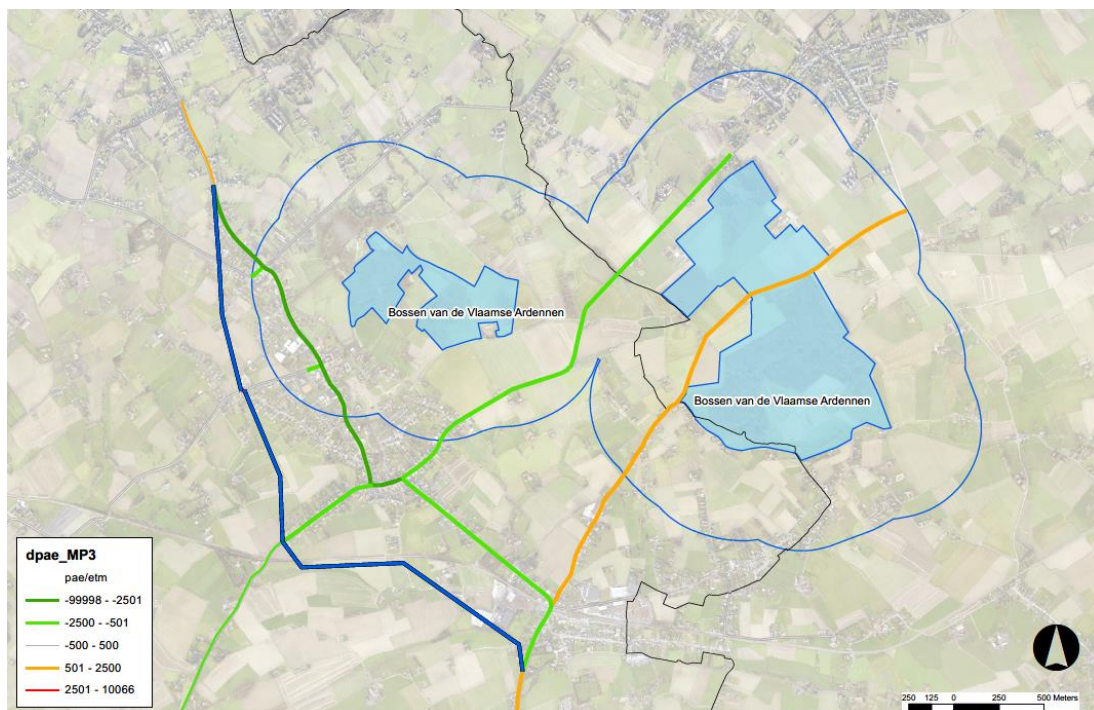 Bossen van de Vlaamse Ardennen
Bossen van de Vlaamse Ardennen
dpae_MP3
pae/etm
-99998 - -2501
-2500 - -501
-500 - 500
501 - 2500
2501 - 10066
250 125 0 250 500 Meters